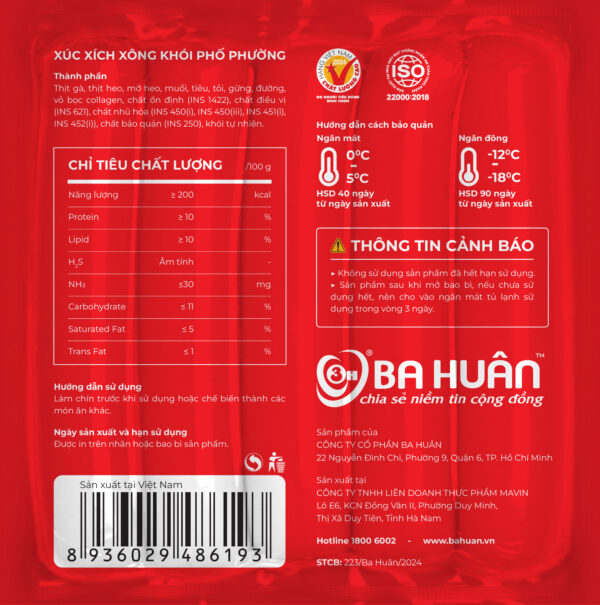 XÚC XÍCH XÔNG KHÓI PHỐ PHƯỜNG
Thành phần
Thịt gà, thịt heo, mỡ heo, muối, tiêu, tỏi, gừng, đường,
vỏ bọc collagen, chất ổn định (INS 1422), chất điều vị
(INS 621), chất nhũ hóa (INS 450(i), INS 450(iii), INS 451(i),
INS 452(i)), chất bảo quản (INS 250), khói tự nhiên.
CHỈ TIÊU CHẤT LƯỢNG /100 g
Năng lượng ≥ 200 kcal
Protein ≥ 10 %
Lipid ≥ 10 %
H₂S Âm tính -
NH₃ ≤30 mg
Carbohydrate ≤ 11 %
Saturated Fat ≤ 5 %
Trans Fat ≤ 1 %
Hướng dẫn sử dụng
Làm chín trước khi sử dụng hoặc chế biến thành các
món ăn khác.
Ngày sản xuất và hạn sử dụng
Được in trên nhãn hoặc bao bì sản phẩm.
Sản xuất tại Việt Nam
8 936029 486193
HÀNG VIỆT NAM
2024
CHẤT LƯỢNG CAO
DO NGƯỜI TIÊU DÙNG
BÌNH CHỌN
ISO
22000:2018
Hướng dẫn cách bảo quản
Ngăn mát
0°C
5°C
HSD 40 ngày
từ ngày sản xuất
Ngăn đông
-12°C
-18°C
HSD 90 ngày
từ ngày sản xuất
THÔNG TIN CẢNH BÁO
▸ Không sử dụng sản phẩm đã hết hạn sử dụng.
▸ Sản phẩm sau khi mở bao bì, nếu chưa sử
dụng hết, nên cho vào ngăn mát tủ lạnh sử
dụng trong vòng 3 ngày.
3H ® BA HUÂN ™
chia sẻ niềm tin cộng đồng
Sản phẩm của
CÔNG TY CỔ PHẦN BA HUÂN
22 Nguyễn Đình Chi, Phường 9, Quận 6, TP. Hồ Chí Minh
Sản xuất tại
CÔNG TY TNHH LIÊN DOANH THỰC PHẨM MAVIN
Lô E6, KCN Đồng Văn II, Phường Duy Minh,
Thị Xã Duy Tiên, Tỉnh Hà Nam
Hotline 1800 6002 - www.bahuan.vn
STCB: 223/Ba Huân/2024